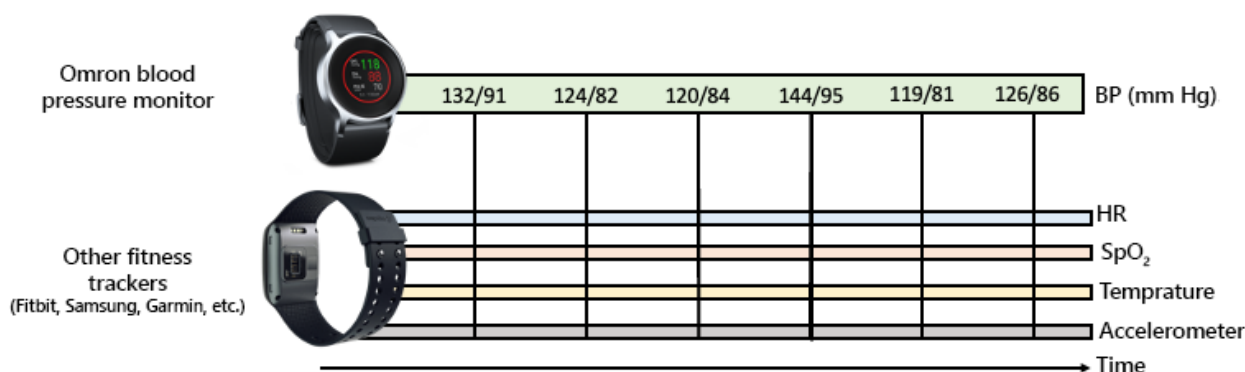 Omron blood
pressure monitor
118
132/91 124/82 120/84 144/95 119/81 126/86
BP (mm Hg)
HR
SpO₂
Other fitness
trackers
(Fitbit, Samsung, Garmin, etc.)
Temprature
Accelerometer
Time